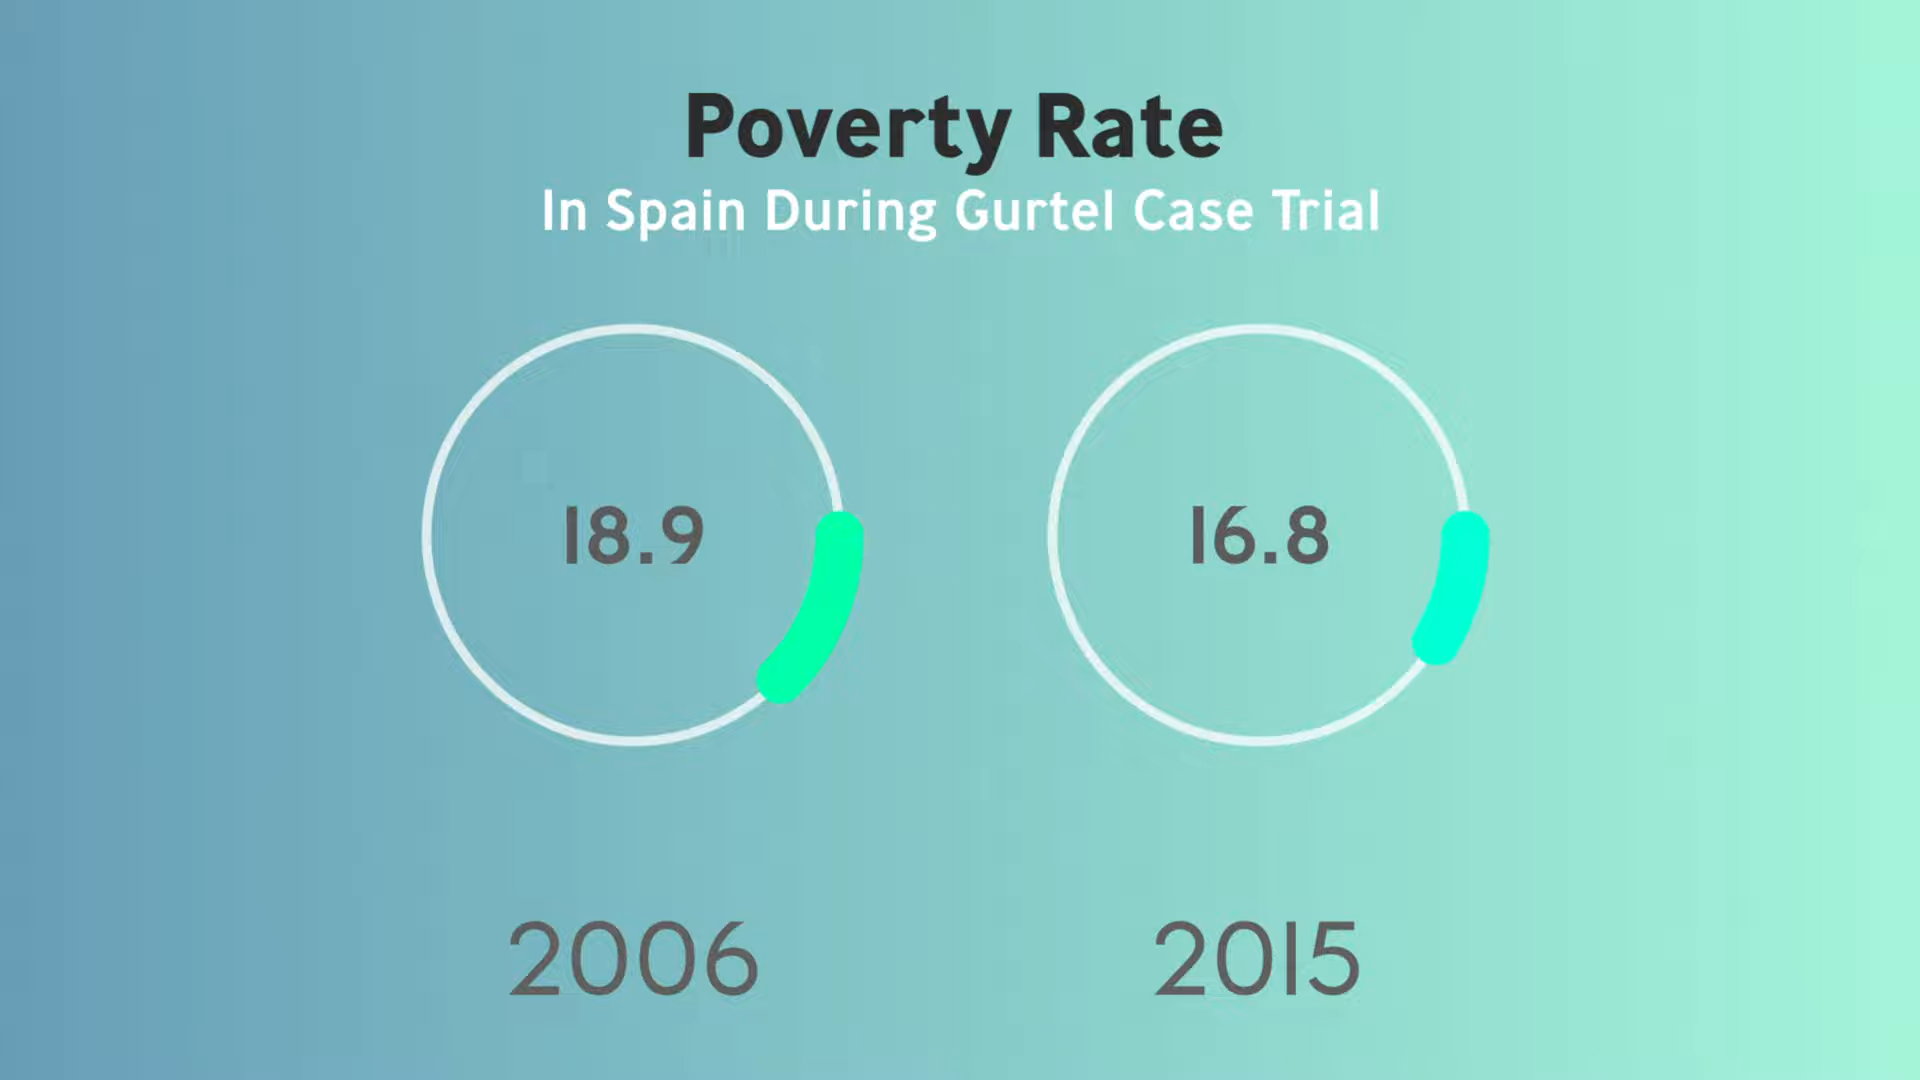 Poverty Rate
In Spain During Gurtel Case Trial
18.9
16.8
2006
2015